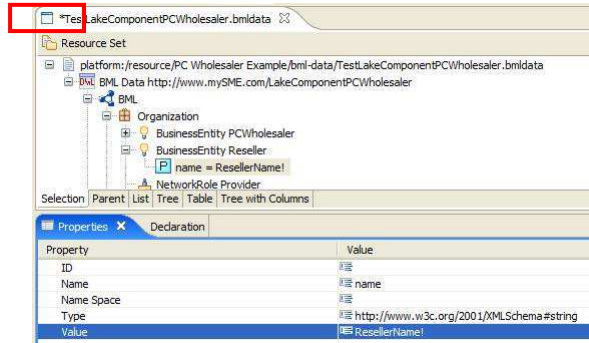 *TestLakeComponentPCWholesaler.bmldata
Resource Set
platform:/resource/PC Wholesaler Example/bml-data/TestLakeComponentPCWholesaler.bmldata
BML BML Data http://www.mySME.com/LakeComponentPCWholesaler
BML
Organization
BusinessEntity PCWholesaler
BusinessEntity Reseller
P name = ResellerName!
NetworkRole Provider
Selection Parent List Tree Table Tree with Columns
Properties Declaration
Property Value
ID
Name name
Name Space
Type http://www.w3c.org/2001/XMLSchema#string
Value ResellerName!